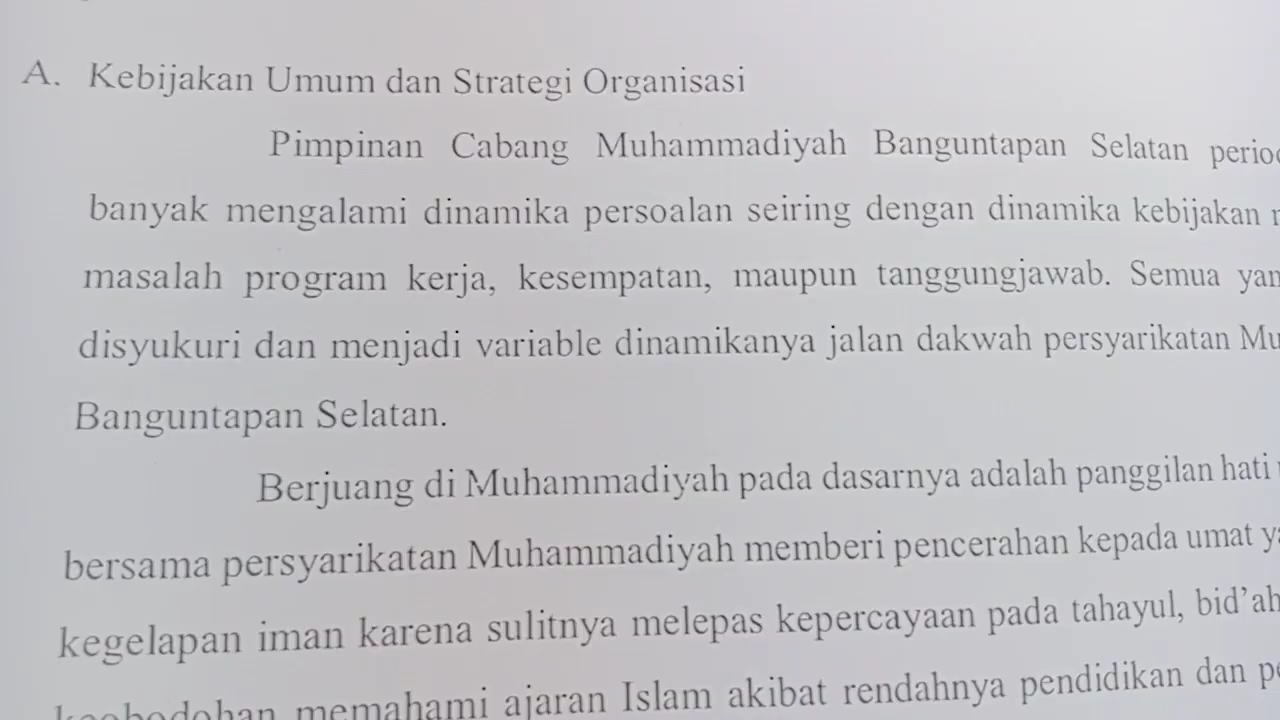 A. Kebijakan Umum dan Strategi Organisasi
Pimpinan Cabang Muhammadiyah Banguntapan Selatan
banyak mengalami dinamika persoalan seiring dengan dinamika kebijakan
masalah program kerja, kesempatan, maupun tanggungjawab. Semua
disyukuri dan menjadi variable dinamikanya jalan dakwah persyarikatan
Banguntapan Selatan.
Berjuang di Muhammadiyah pada dasarnya adalah panggilan hati
bersama persyarikatan Muhammadiyah memberi pencerahan kepada umat
kegelapan iman karena sulitnya melepas kepercayaan pada tahayul, bid’ah
memahami ajaran Islam akibat rendahnya pendidikan dan